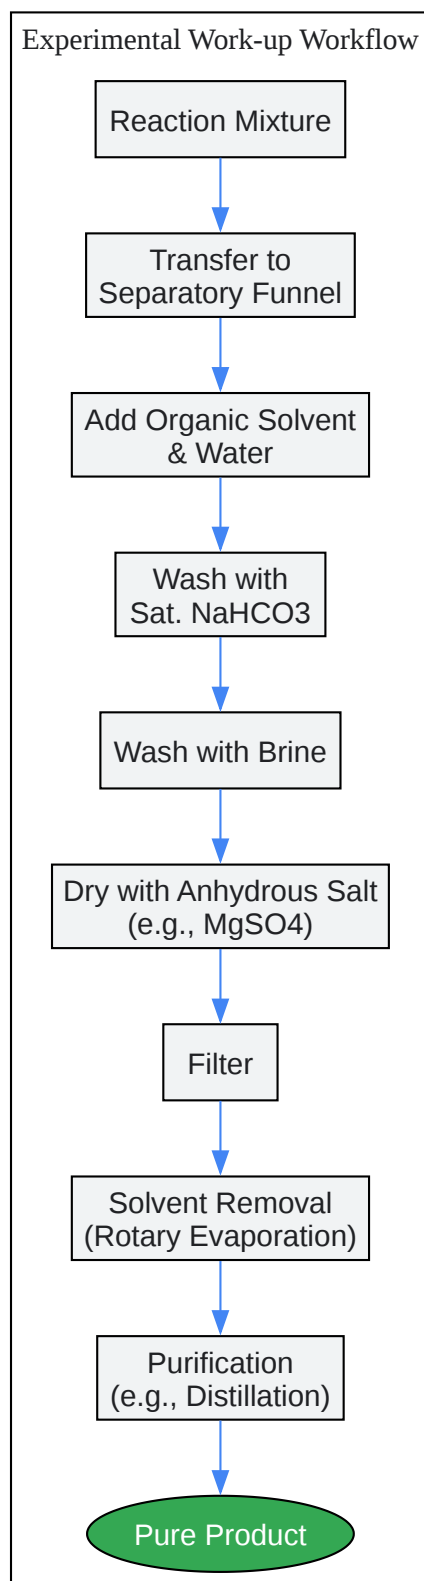 Experimental Work-up Workflow
Reaction Mixture
Transfer to
Separatory Funnel
Add Organic Solvent
& Water
Wash with
Sat. NaHCO3
Wash with Brine
Dry with Anhydrous Salt
(e.g., MgSO4)
Filter
Solvent Removal
(Rotary Evaporation)
Purification
(e.g., Distillation)
Pure Product